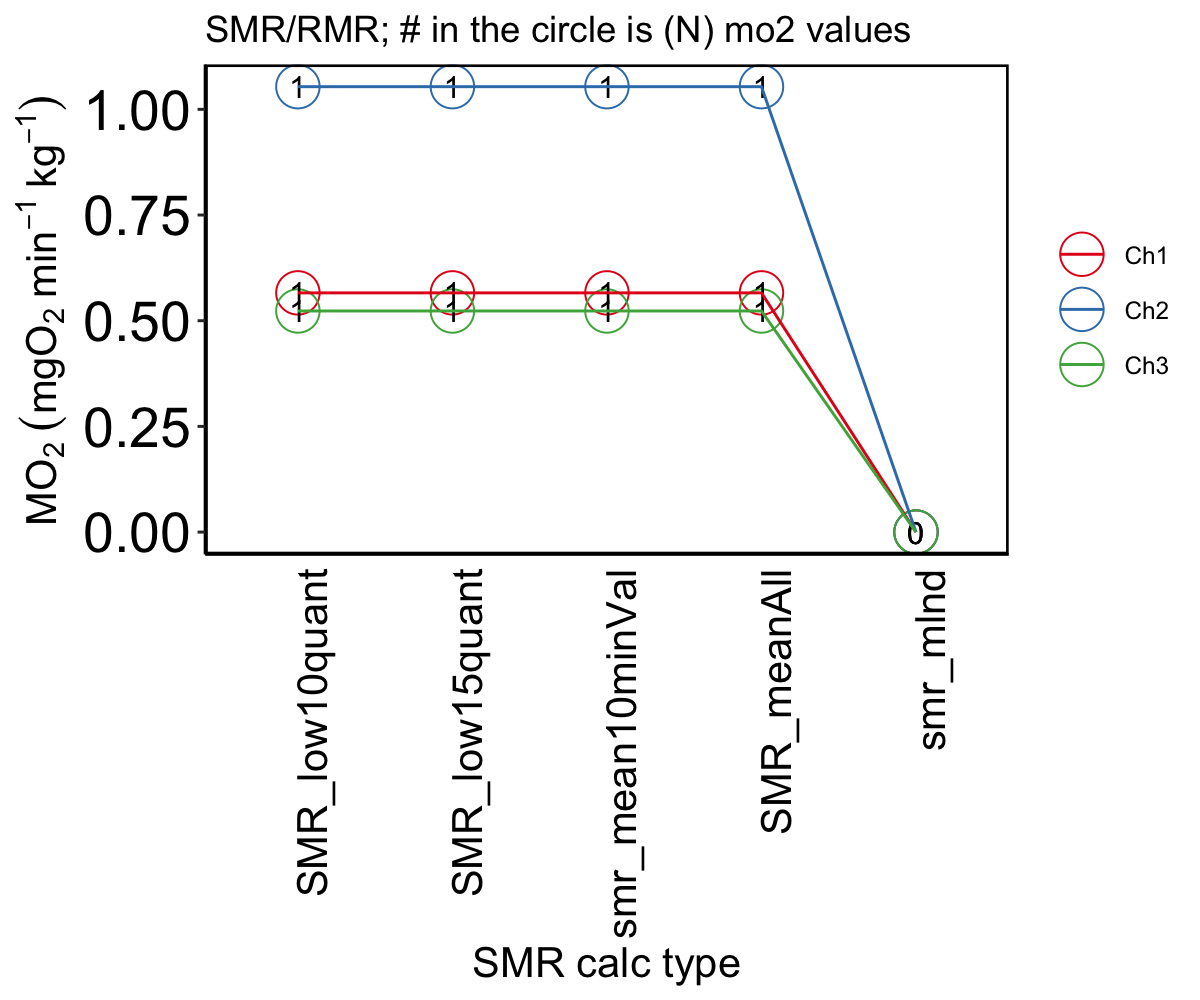 SMR/RMR; # in the circle is (N) mo2 values
MO₂ (mgO₂ min⁻¹ kg⁻¹)
1.00
0.75
0.50
0.25
0.00
1 1 1 1
1 1 1 1
1 1 1 1
0
Ch1
Ch2
Ch3
SMR_low10quant
SMR_low15quant
smr_mean10minVal
SMR_meanAll
smr_mlnd
SMR calc type